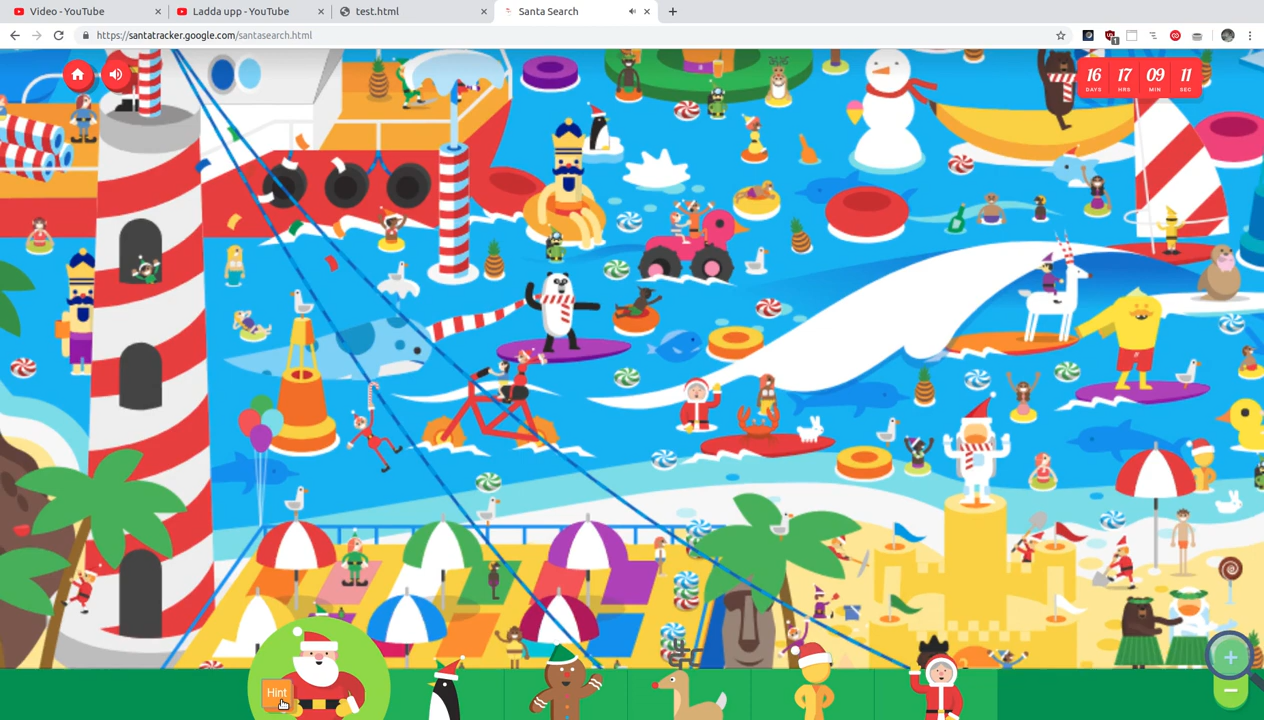 Video - YouTube
Ladda upp - YouTube
test.html
Santa Search
https://santatracker.google.com/santasearch.html
1
16 17 09 11
DAYS HRS MIN SEC
Hint